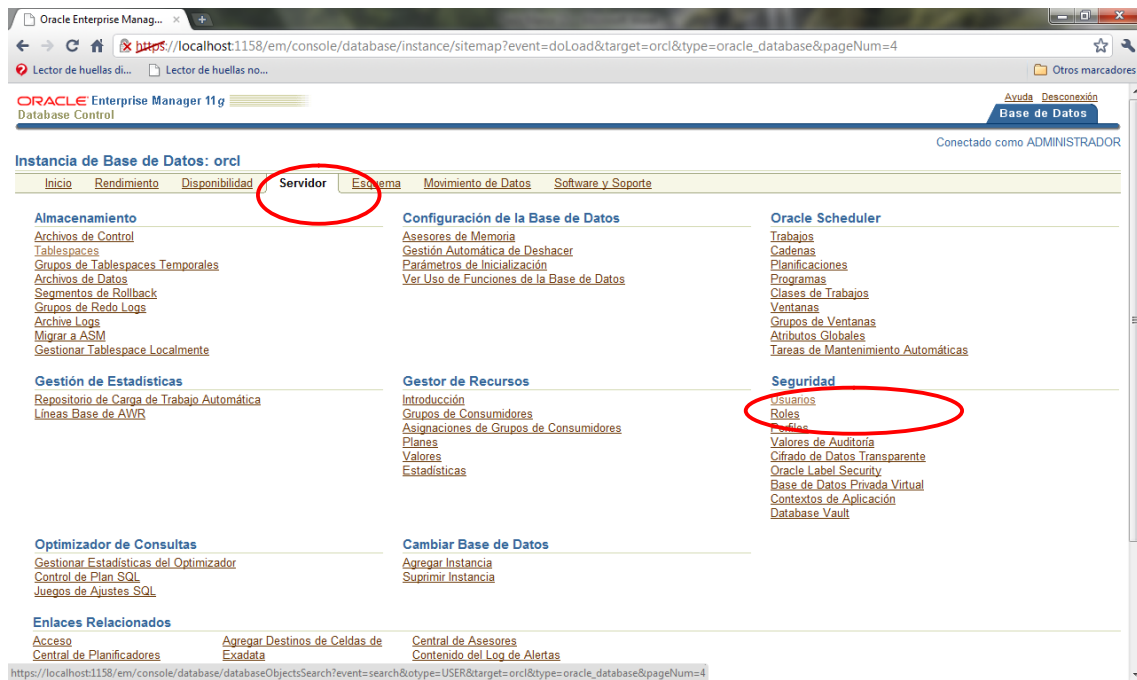 Oracle Enterprise Manag...
https://localhost:1158/em/console/database/instance/sitemap?event=doLoad&target=orcl&type=oracle_database&pageNum=4
Lector de huellas di... Lector de huellas no... Otros marcadores
ORACLE Enterprise Manager 11g
Database Control
Ayuda Desconexión
Base de Datos
Conectado como ADMINISTRADOR
Instancia de Base de Datos: orcl
Inicio Rendimiento Disponibilidad Servidor Esquema Movimiento de Datos Software y Soporte
Almacenamiento
Archivos de Control
Tablespaces
Grupos de Tablespaces Temporales
Archivos de Datos
Segmentos de Rollback
Grupos de Redo Logs
Archive Logs
Migrar a ASM
Gestionar Tablespace Localmente
Configuración de la Base de Datos
Asesores de Memoria
Gestión Automática de Deshacer
Parámetros de Inicialización
Ver Uso de Funciones de la Base de Datos
Oracle Scheduler
Trabajos
Cadenas
Planificaciones
Programas
Clases de Trabajos
Ventanas
Grupos de Ventanas
Atributos Globales
Tareas de Mantenimiento Automáticas
Gestión de Estadísticas
Repositorio de Carga de Trabajo Automática
Líneas Base de AWR
Gestor de Recursos
Introducción
Grupos de Consumidores
Asignaciones de Grupos de Consumidores
Planes
Valores
Estadísticas
Seguridad
Usuarios
Roles
Perfiles
Valores de Auditoría
Cifrado de Datos Transparente
Oracle Label Security
Base de Datos Privada Virtual
Contextos de Aplicación
Database Vault
Optimizador de Consultas
Gestionar Estadísticas del Optimizador
Control de Plan SQL
Juegos de Ajustes SQL
Cambiar Base de Datos
Agregar Instancia
Suprimir Instancia
Enlaces Relacionados
Acceso
Central de Planificadores
Agregar Destinos de Celdas de
Exadata
Central de Asesores
Contenido del Log de Alertas
https://localhost:1158/em/console/database/databaseObjectsSearch?event=search&otype=USER&target=orcl&type=oracle_database&pageNum=4